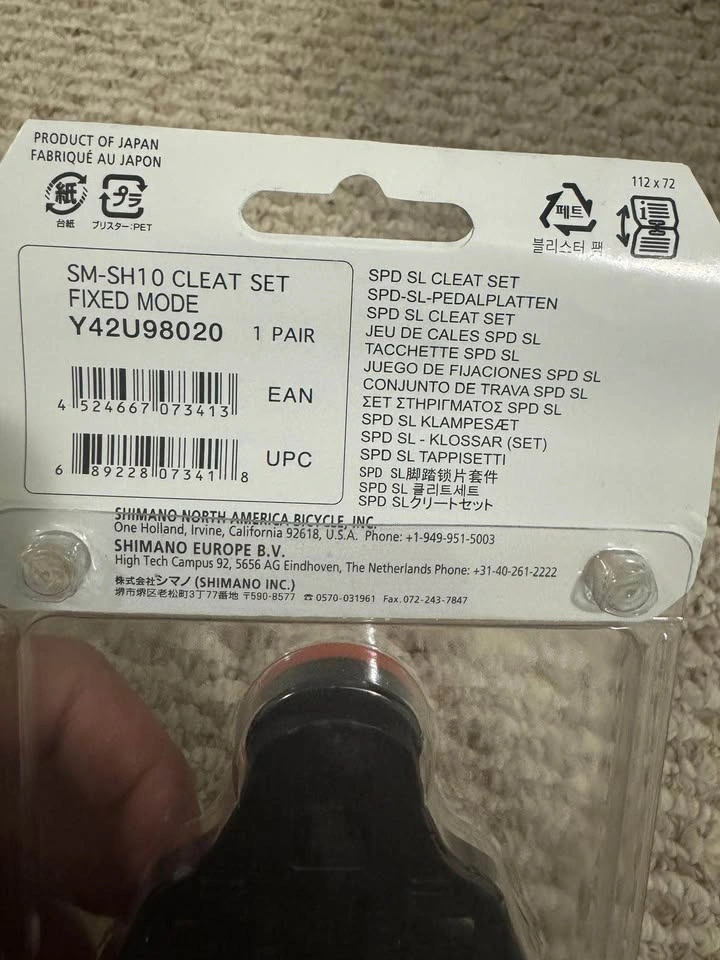 PRODUCT OF JAPAN
FABRIQUÉ AU JAPON
紙
台紙
プラ
ブリスター:PET
페트
블리스터 팩
112 x 72
1
SM-SH10 CLEAT SET
FIXED MODE
Y42U98020 1 PAIR
4 524667 073413
EAN
6 89228 07341 8
UPC
SPD SL CLEAT SET
SPD-SL-PEDALPLATTEN
SPD SL CLEAT SET
JEU DE CALES SPD SL
TACCHETTE SPD SL
JUEGO DE FIJACIONES SPD SL
CONJUNTO DE TRAVA SPD SL
ΣΕΤ ΣΤΗΡΙΓΜΑΤΟΣ SPD SL
SPD SL KLAMPESÆT
SPD SL - KLOSSAR (SET)
SPD SL TAPPISETTI
SPD SL脚踏锁片套件
SPD SL 클리트세트
SPD SLクリートセット
SHIMANO NORTH AMERICA BICYCLE, INC.
One Holland, Irvine, California 92618, U.S.A. Phone: +1-949-951-5003
SHIMANO EUROPE B.V.
High Tech Campus 92, 5656 AG Eindhoven, The Netherlands Phone: +31-40-261-2222
株式会社シマノ (SHIMANO INC.)
堺市堺区老松町3丁77番地 〒590-8577 ☎0570-031961 Fax.072-243-7847